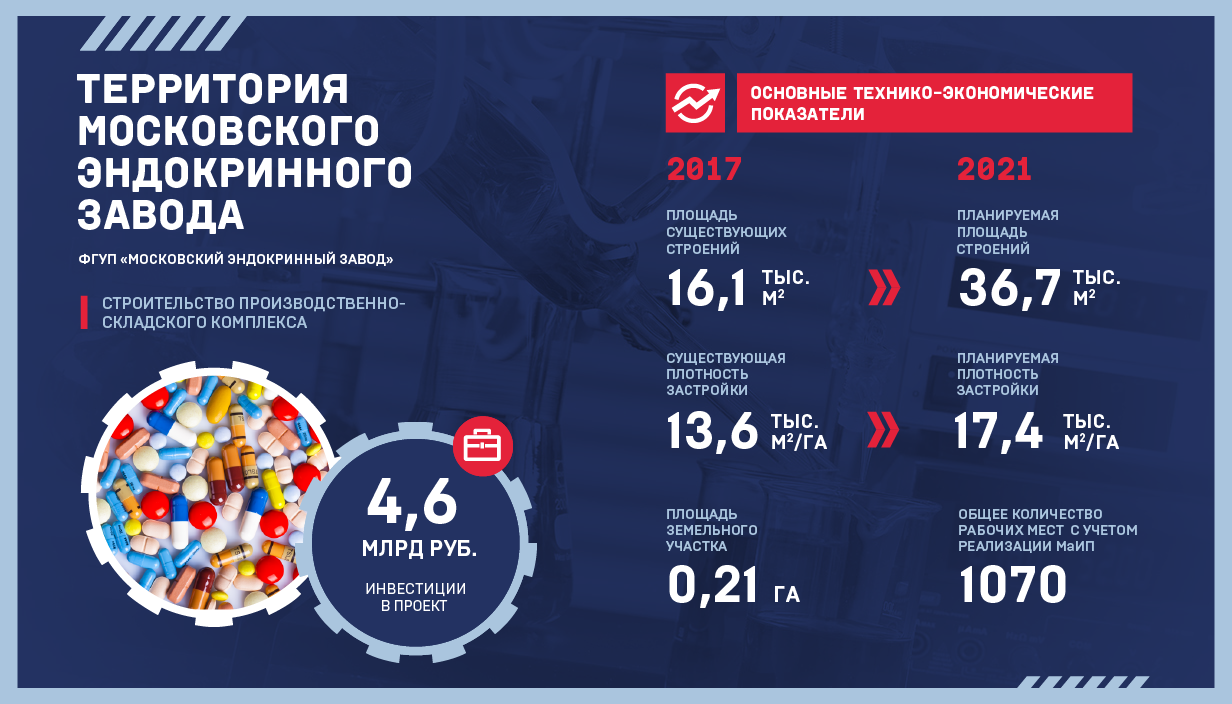 ТЕРРИТОРИЯ
МОСКОВСКОГО
ЭНДОКРИННОГО
ЗАВОДА
ФГУП «МОСКОВСКИЙ ЭНДОКРИННЫЙ ЗАВОД»
СТРОИТЕЛЬСТВО ПРОИЗВОДСТВЕННО-
СКЛАДСКОГО КОМПЛЕКСА
4,6
МЛРД РУБ.
ИНВЕСТИЦИИ
В ПРОЕКТ
ОСНОВНЫЕ ТЕХНИКО-ЭКОНОМИЧЕСКИЕ
ПОКАЗАТЕЛИ
2017
ПЛОЩАДЬ
СУЩЕСТВУЮЩИХ
СТРОЕНИЙ
16,1 ТЫС.
М²
2021
ПЛАНИРУЕМАЯ
ПЛОЩАДЬ
СТРОЕНИЙ
36,7 ТЫС.
М²
СУЩЕСТВУЮЩАЯ
ПЛОТНОСТЬ
ЗАСТРОЙКИ
13,6 ТЫС.
М²/ГА
ПЛАНИРУЕМАЯ
ПЛОТНОСТЬ
ЗАСТРОЙКИ
17,4 ТЫС.
М²/ГА
ПЛОЩАДЬ
ЗЕМЕЛЬНОГО
УЧАСТКА
0,21 ГА
ОБЩЕЕ КОЛИЧЕСТВО
РАБОЧИХ МЕСТ С УЧЕТОМ
РЕАЛИЗАЦИИ МаИП
1070